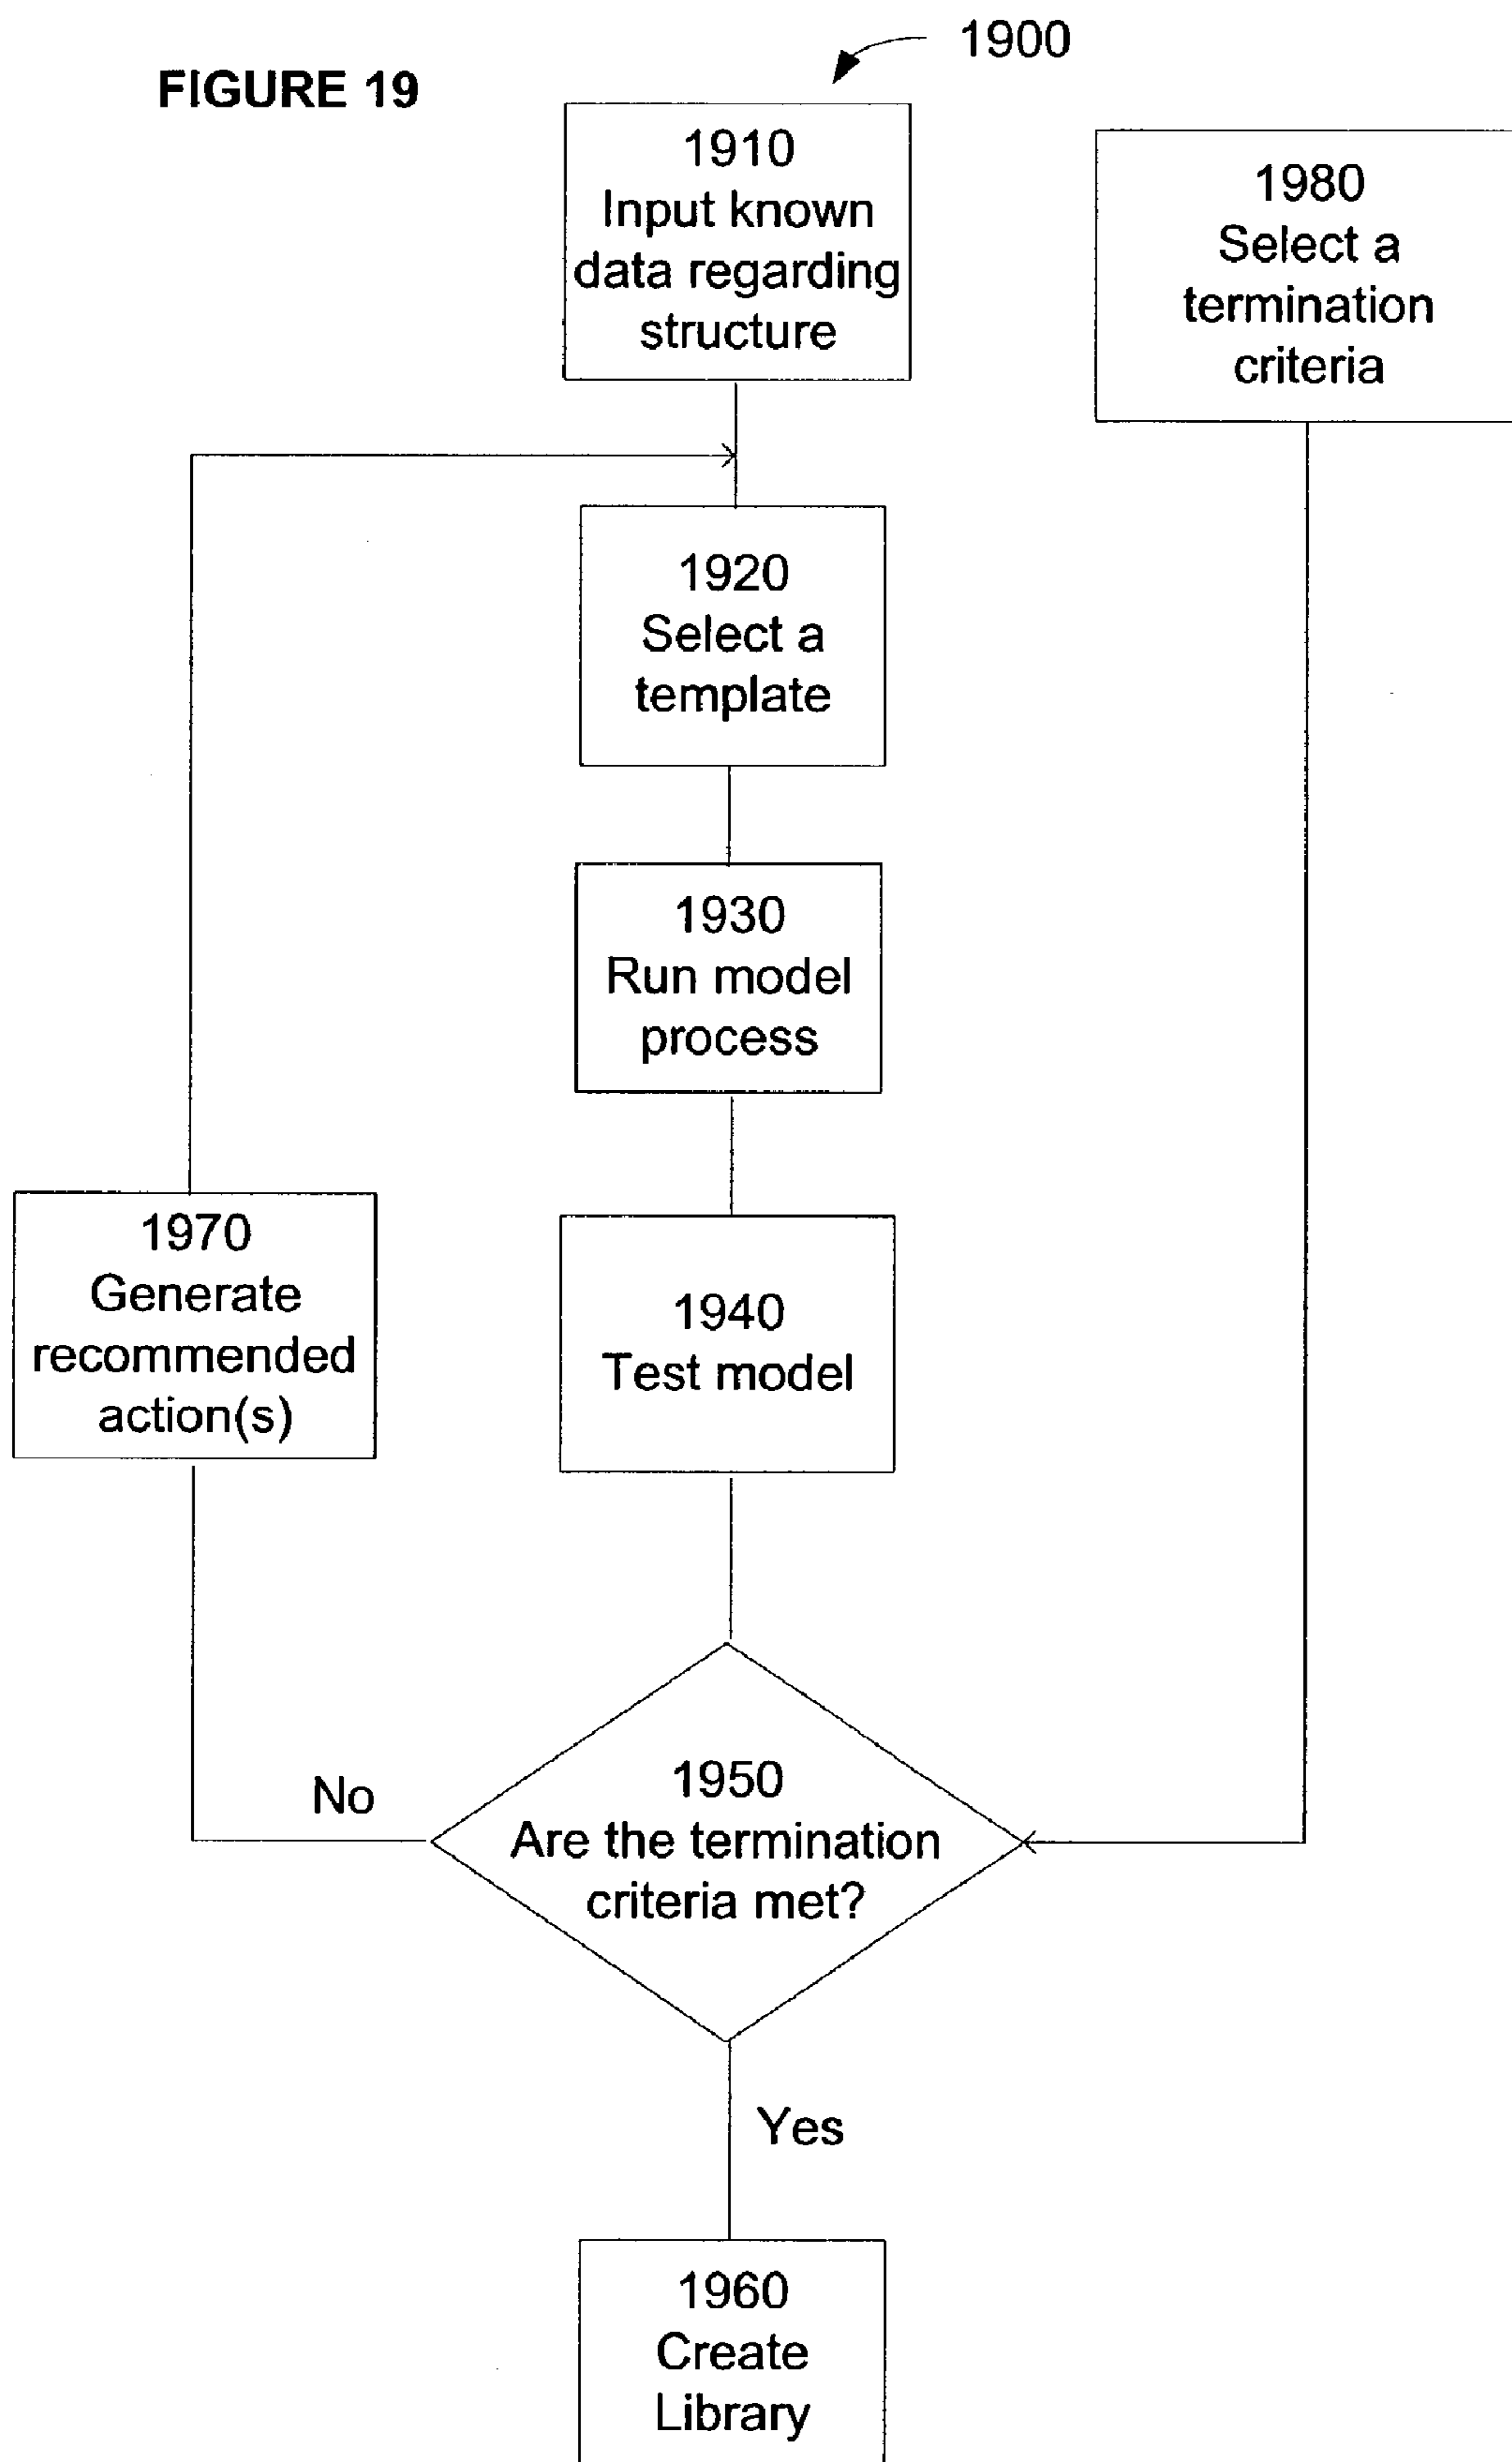 FIGURE 19
1900
1910
Input known
data regarding
structure
1980
Select a
termination
criteria
1920
Select a
template
1930
Run model
process
1970
Generate
recommended
action(s)
1940
Test model
No
1950
Are the termination
criteria met?
Yes
1960
Create
Library